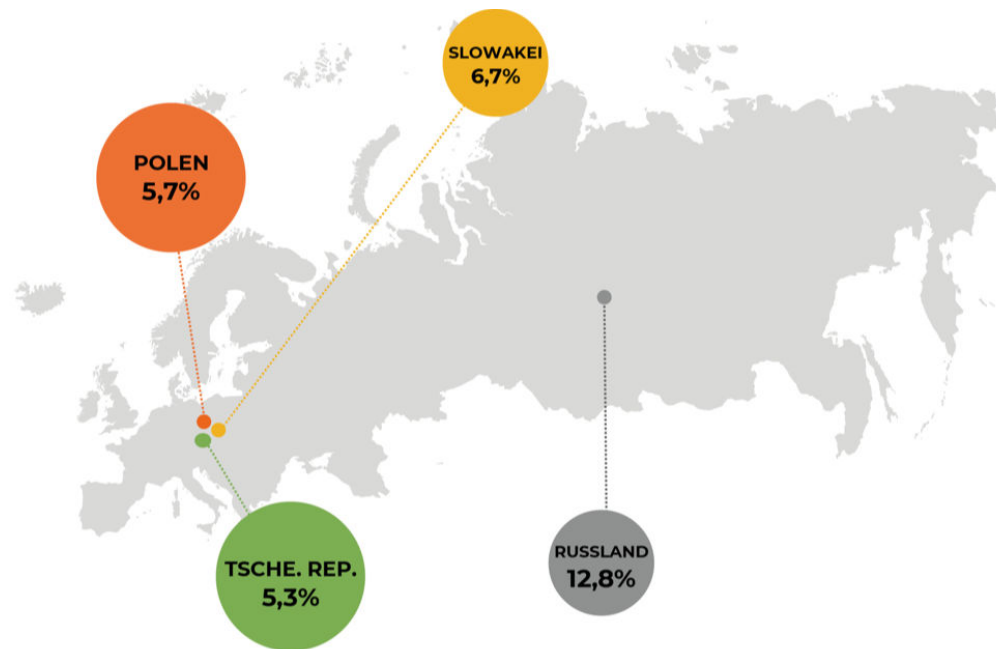 SLOWAKEI
6,7%
POLEN
5,7%
TSCHE. REP.
5,3%
RUSSLAND
12,8%